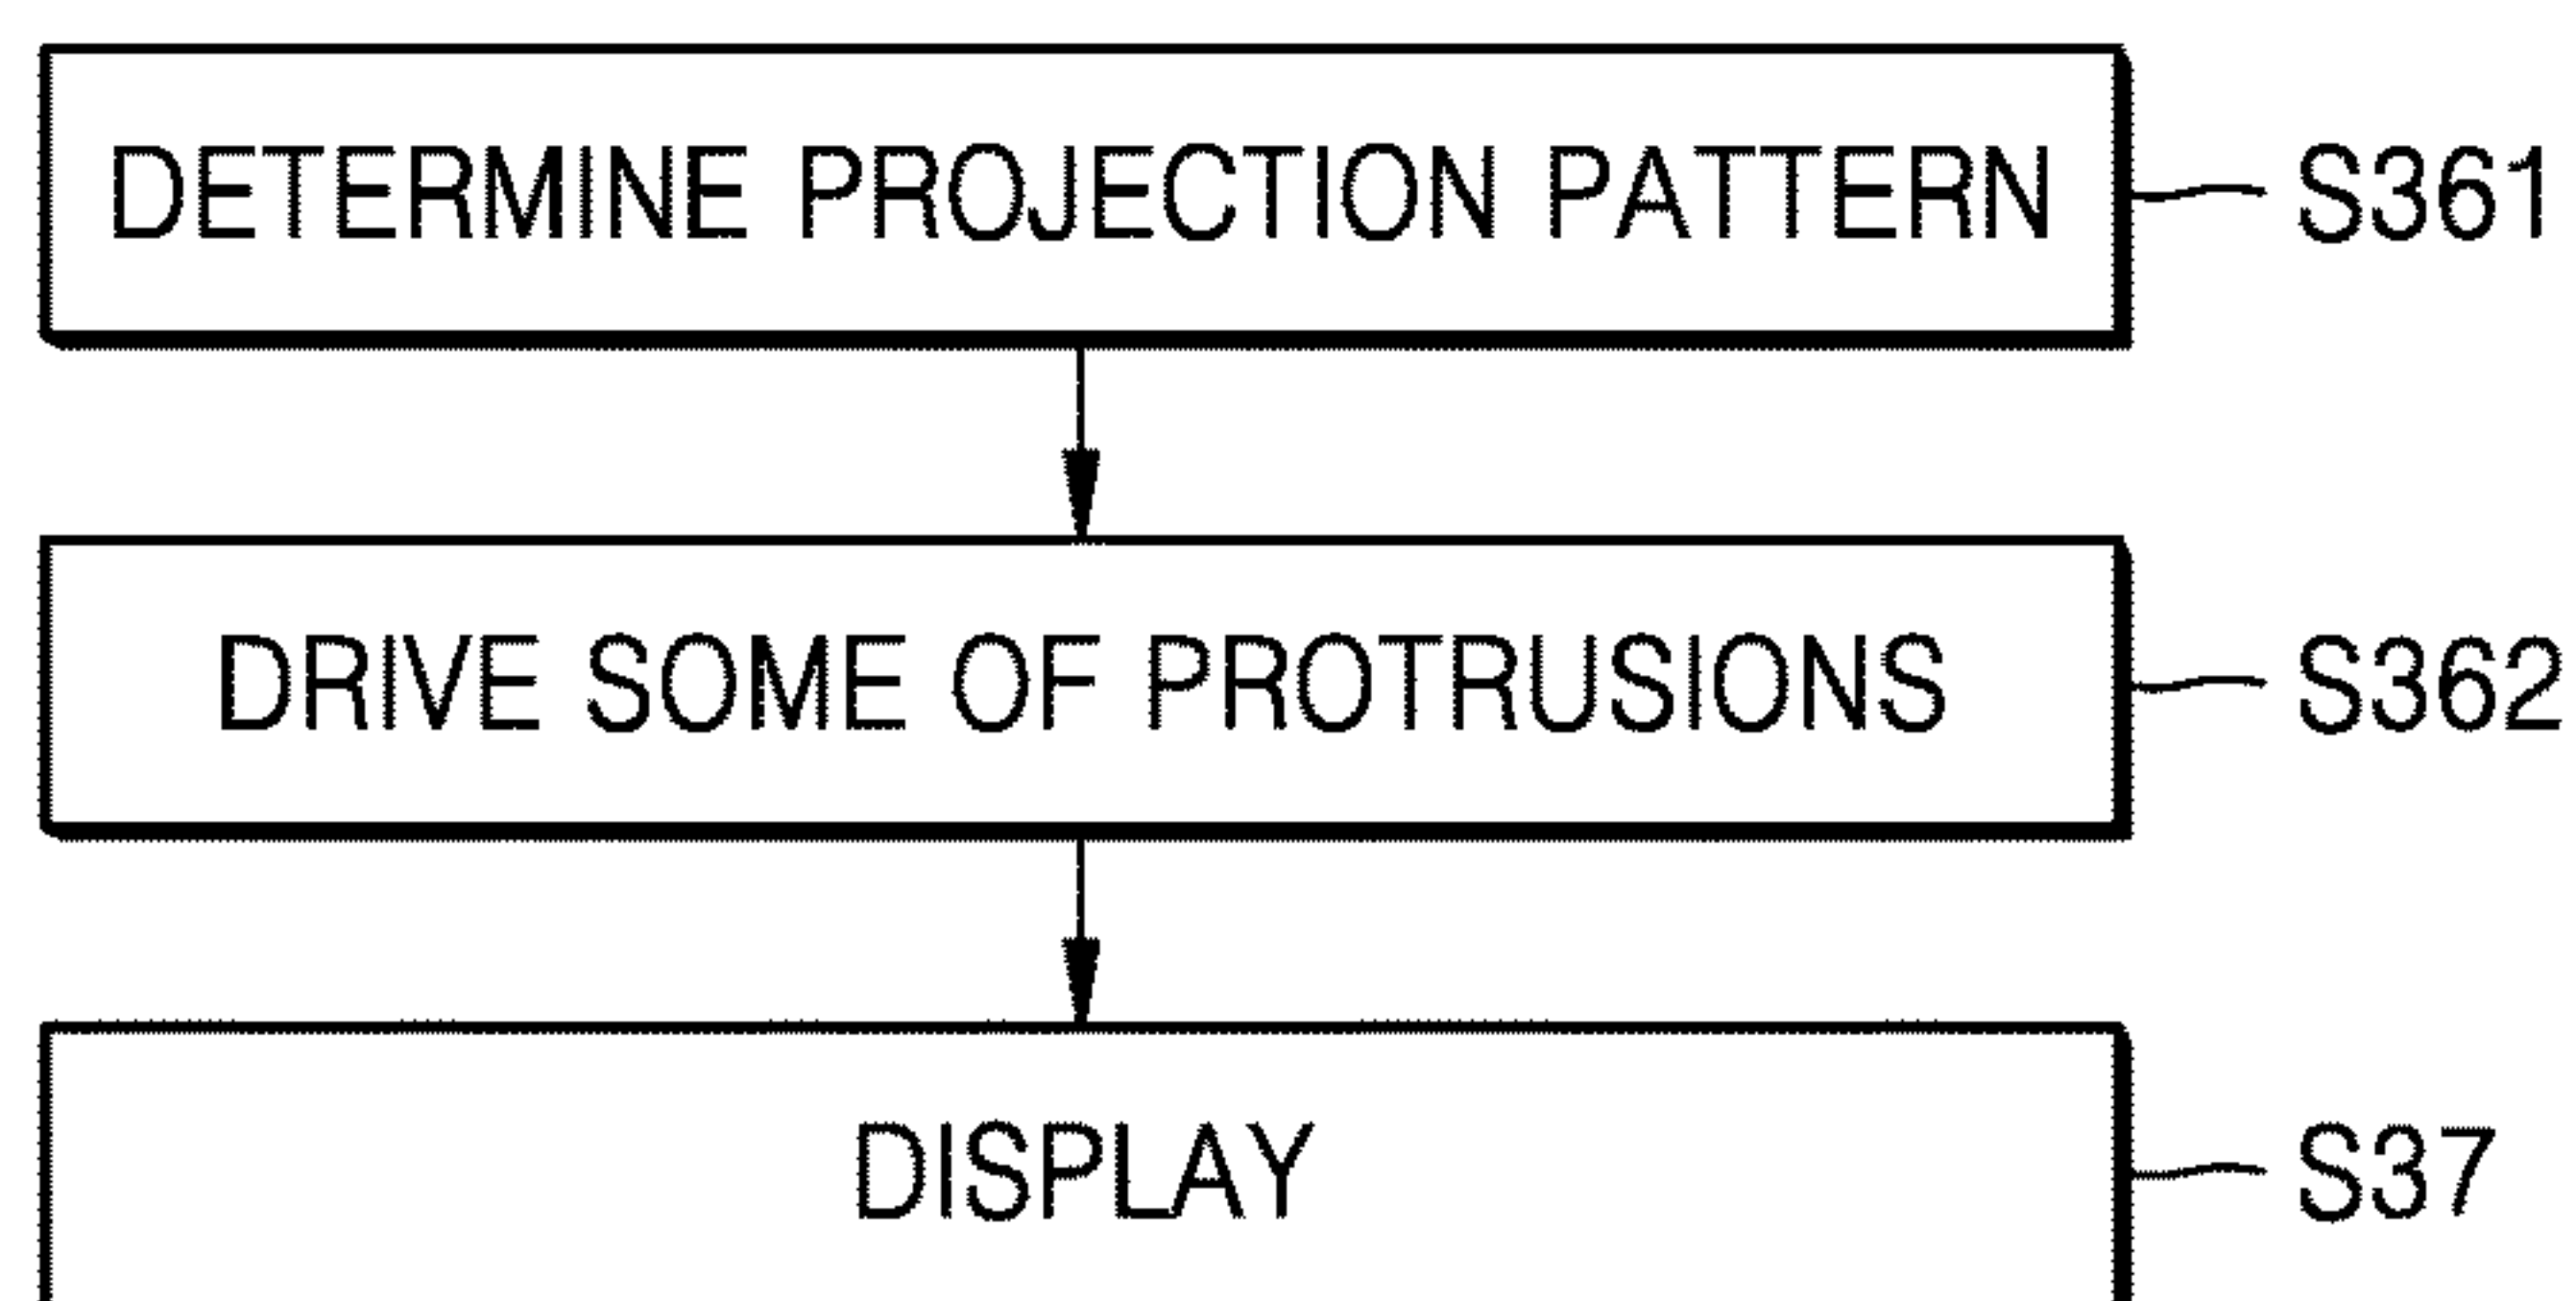 DETERMINE PROJECTION PATTERN S361
DRIVE SOME OF PROTRUSIONS S362
DISPLAY S37